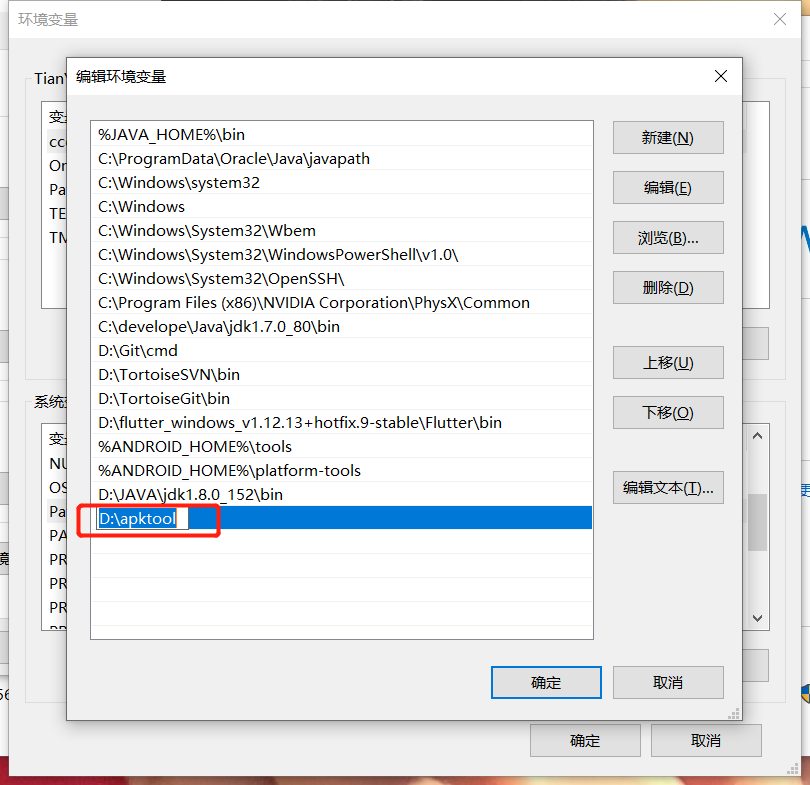 环境变量
编辑环境变量
Tian
变
cc
Or
Pa
TE
TM
%JAVA_HOME%\bin
C:\ProgramData\Oracle\Java\javapath
C:\Windows\system32
C:\Windows
C:\Windows\System32\Wbem
C:\Windows\System32\WindowsPowerShell\v1.0\
C:\Windows\System32\OpenSSH\
C:\Program Files (x86)\NVIDIA Corporation\PhysX\Common
C:\develope\Java\jdk1.7.0_80\bin
D:\Git\cmd
D:\TortoiseSVN\bin
D:\TortoiseGit\bin
D:\flutter_windows_v1.12.13+hotfix.9-stable\Flutter\bin
%ANDROID_HOME%\tools
%ANDROID_HOME%\platform-tools
D:\JAVA\jdk1.8.0_152\bin
D:\apktool
新建(N)
编辑(E)
浏览(B)...
删除(D)
上移(U)
下移(O)
编辑文本(T)...
系统
变
NU
OS
Pa
PA
PR
PR
PR
确定
取消
确定
取消